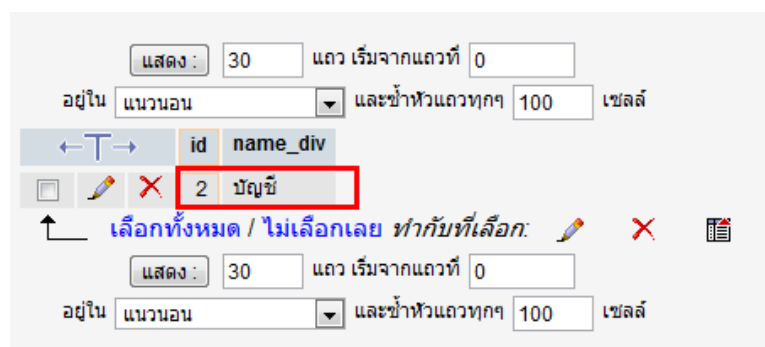 แสดง : 30 แถว เริ่มจากแถวที่ 0
อยู่ใน แนวนอน และซ้ำหัวแถวทุกๆ 100 เซลล์
←T→ id name_div
2 บัญชี
เลือกทั้งหมด / ไม่เลือกเลย ทำกับที่เลือก:
แสดง : 30 แถว เริ่มจากแถวที่ 0
อยู่ใน แนวนอน และซ้ำหัวแถวทุกๆ 100 เซลล์